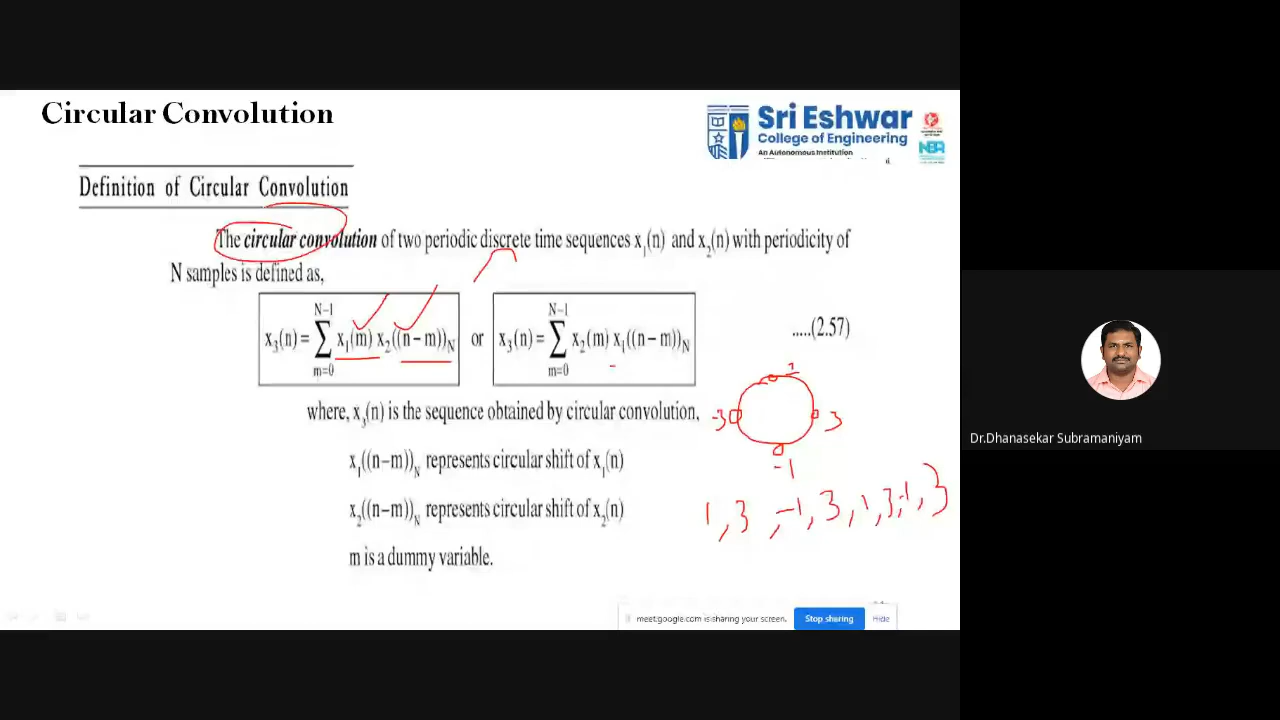 Circular Convolution
Sri Eshwar
College of Engineering
An Autonomous Institution
NBA
Definition of Circular Convolution
The circular convolution of two periodic discrete time sequences x₁(n) and x₂(n) with periodicity of
N samples is defined as,
x₃(n) = ∑_{m=0}^{N–1} x₁(m) x₂((n – m))_N or x₃(n) = ∑_{m=0}^{N–1} x₂(m) x₁((n – m))_N .....(2.57)
where, x₃(n) is the sequence obtained by circular convolution,
x₁((n–m))_N represents circular shift of x₁(n)
x₂((n–m))_N represents circular shift of x₂(n)
m is a dummy variable.
1
-3 3
-1
1, 3, -1, 3, 1, 3, -1, 3
meet.google.com is sharing your screen. Stop sharing Hide
Dr.Dhanasekar Subramaniyam